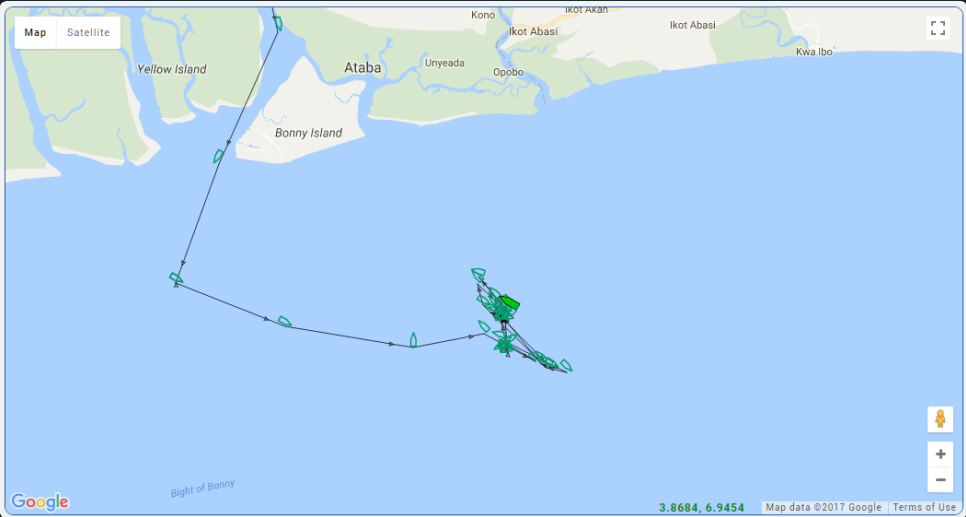 Map Satellite
Kono
Ikot Akan
Ikot Abasi
Ikot Abasi
Kwa Ibo
Yellow Island
Ataba
Unyeada
Opobo
Bonny Island
Bight of Bonny
Google
3.8684, 6.9454
Map data ©2017 Google
Terms of Use